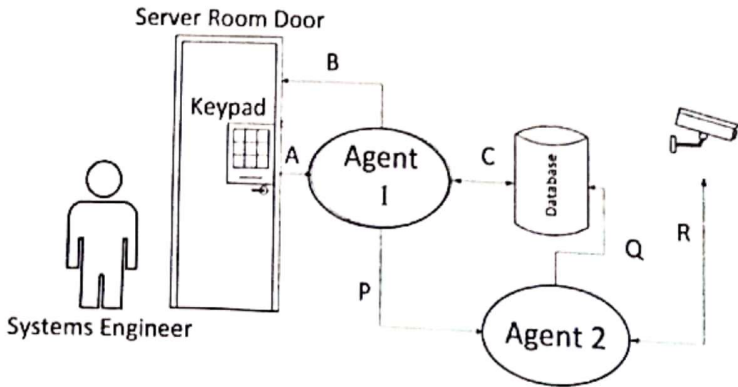 Server Room Door
B
Keypad
A
Agent
1
C
Database
R
Q
P
Agent 2
Systems Engineer